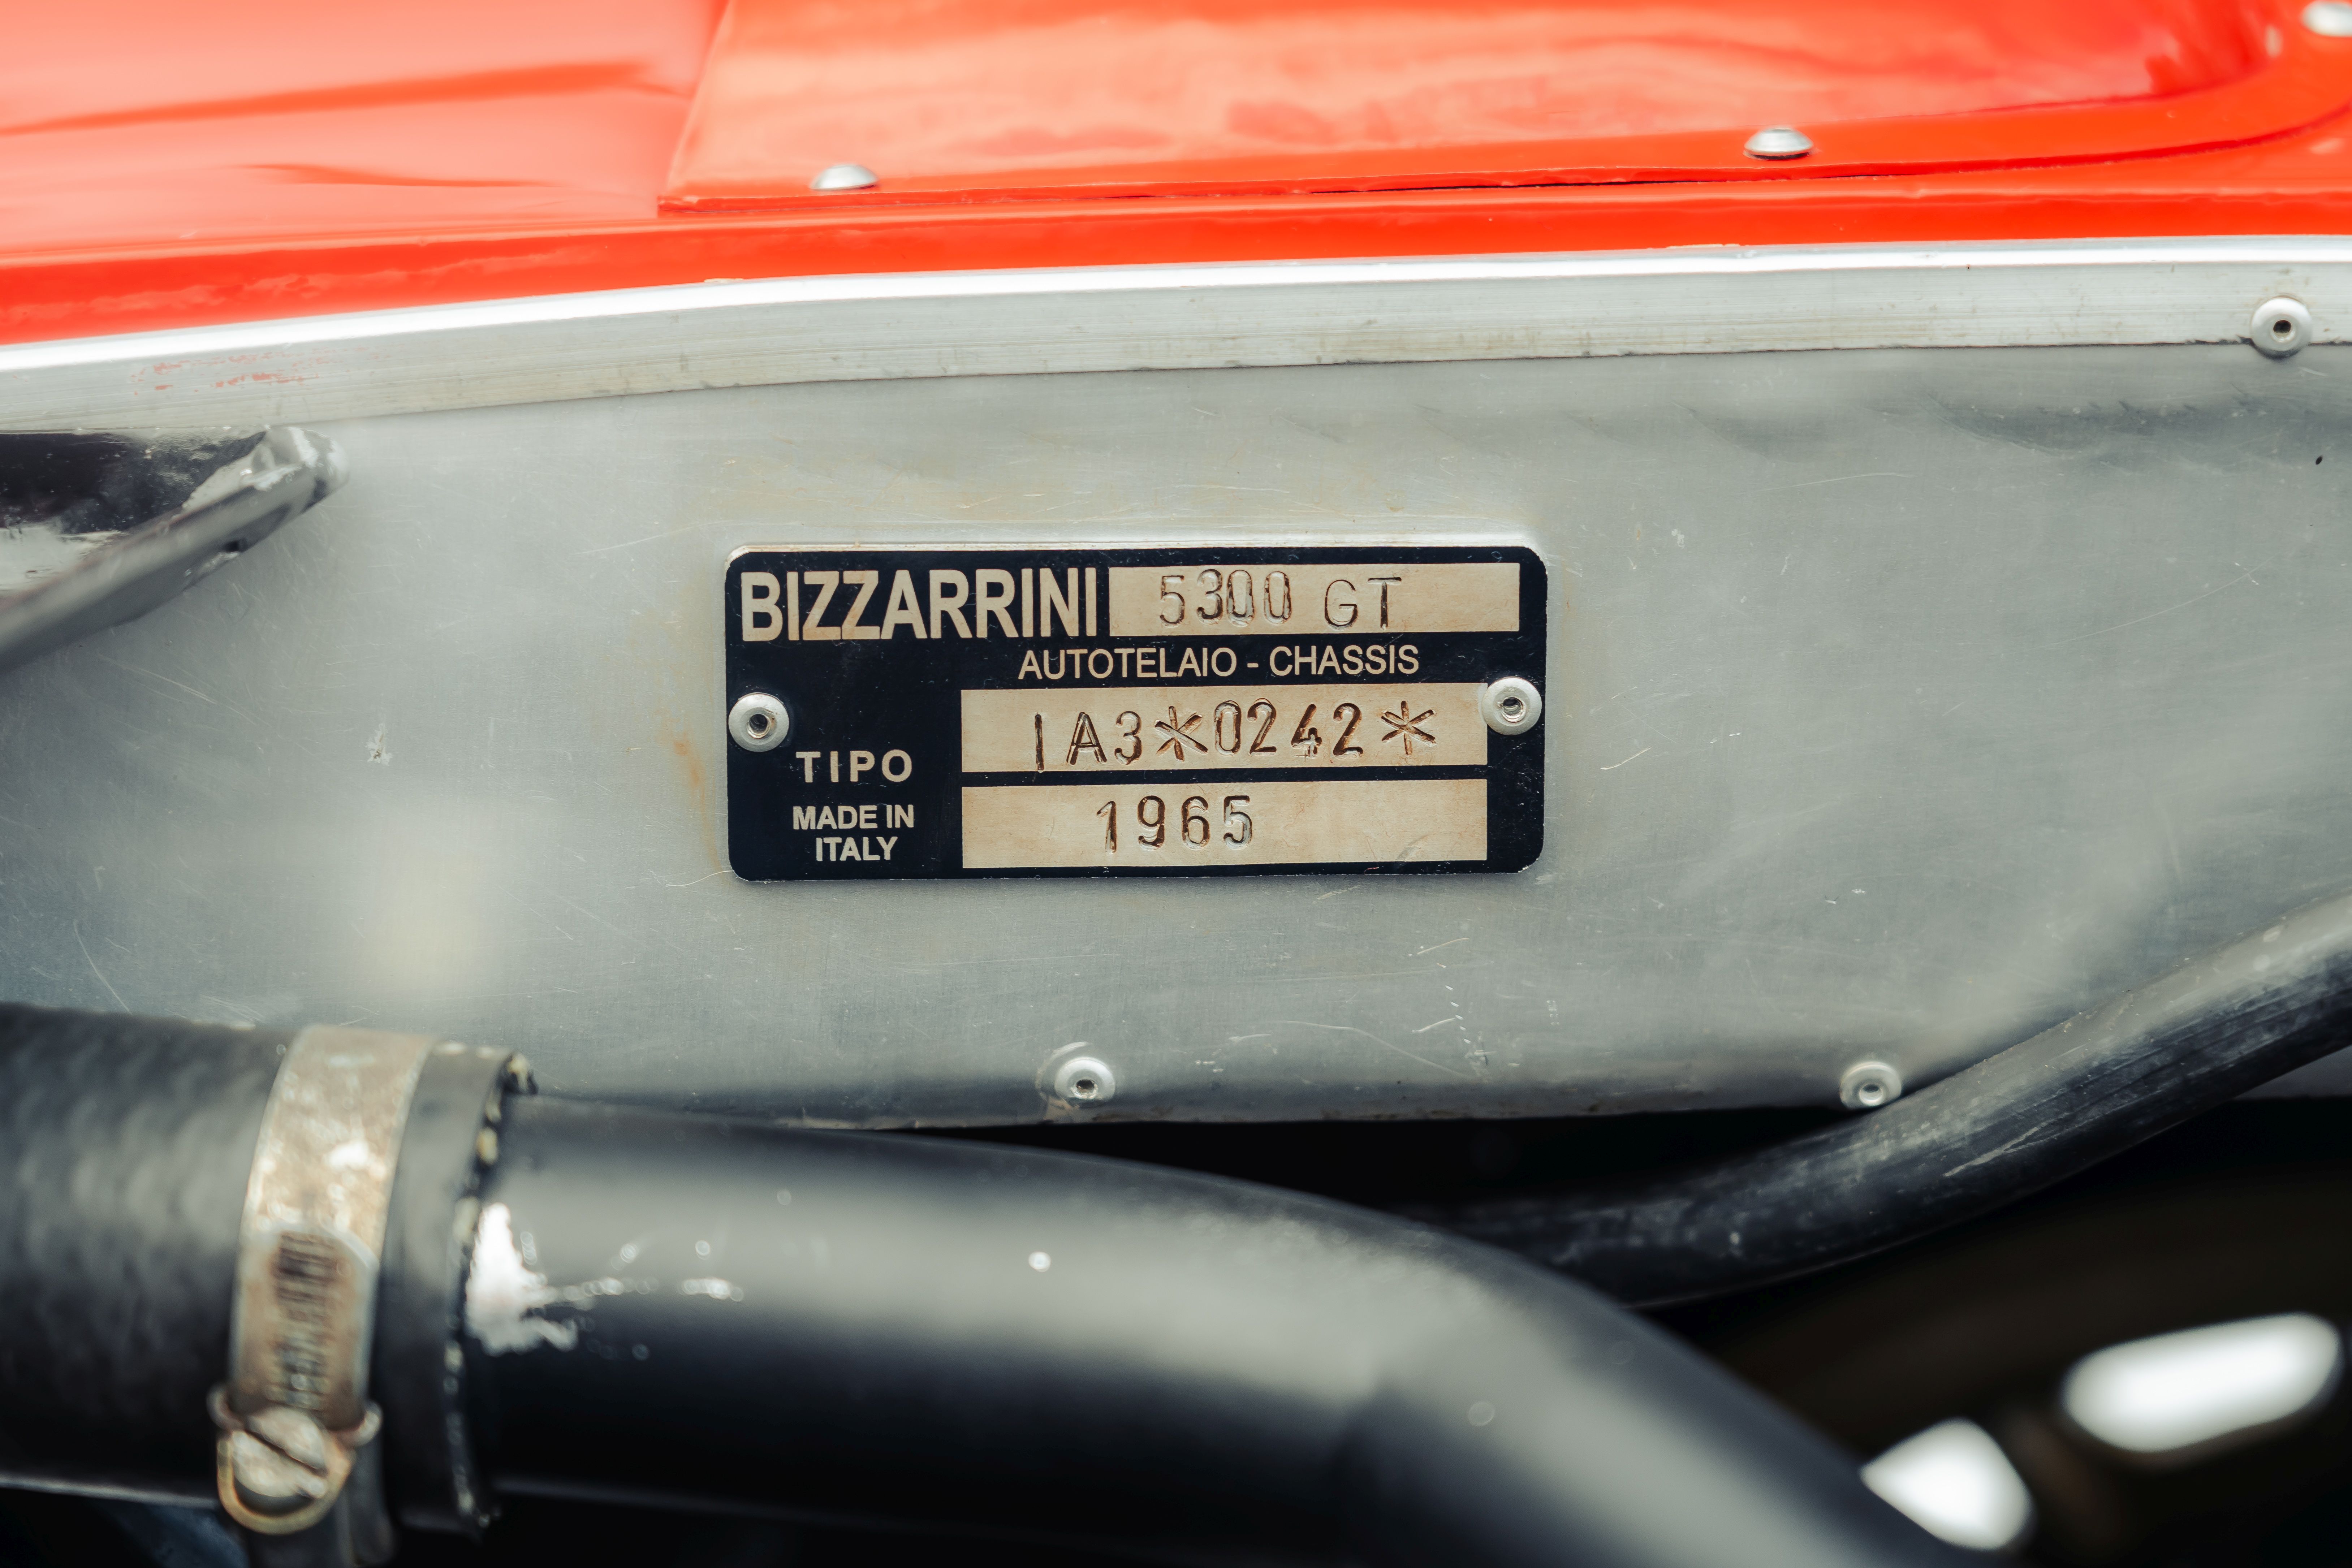 BIZZARRINI 5300 GT
AUTOTELAIO - CHASSIS
IA3*0242*
TIPO
1965
MADE IN
ITALY